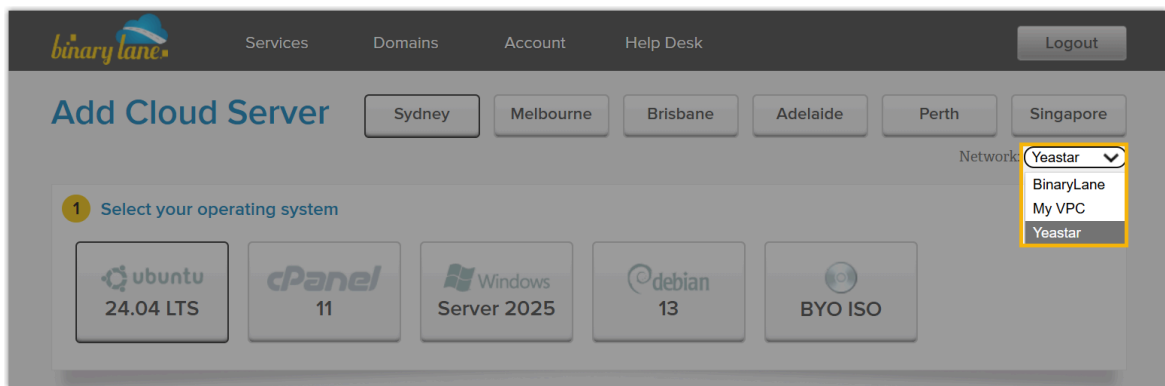 binary lane Services Domains Account Help Desk Logout
Add Cloud Server Sydney Melbourne Brisbane Adelaide Perth Singapore
Network: Yeastar
BinaryLane
My VPC
Yeastar
1 Select your operating system
ubuntu
24.04 LTS
cPanel
11
Windows
Server 2025
debian
13
BYO ISO